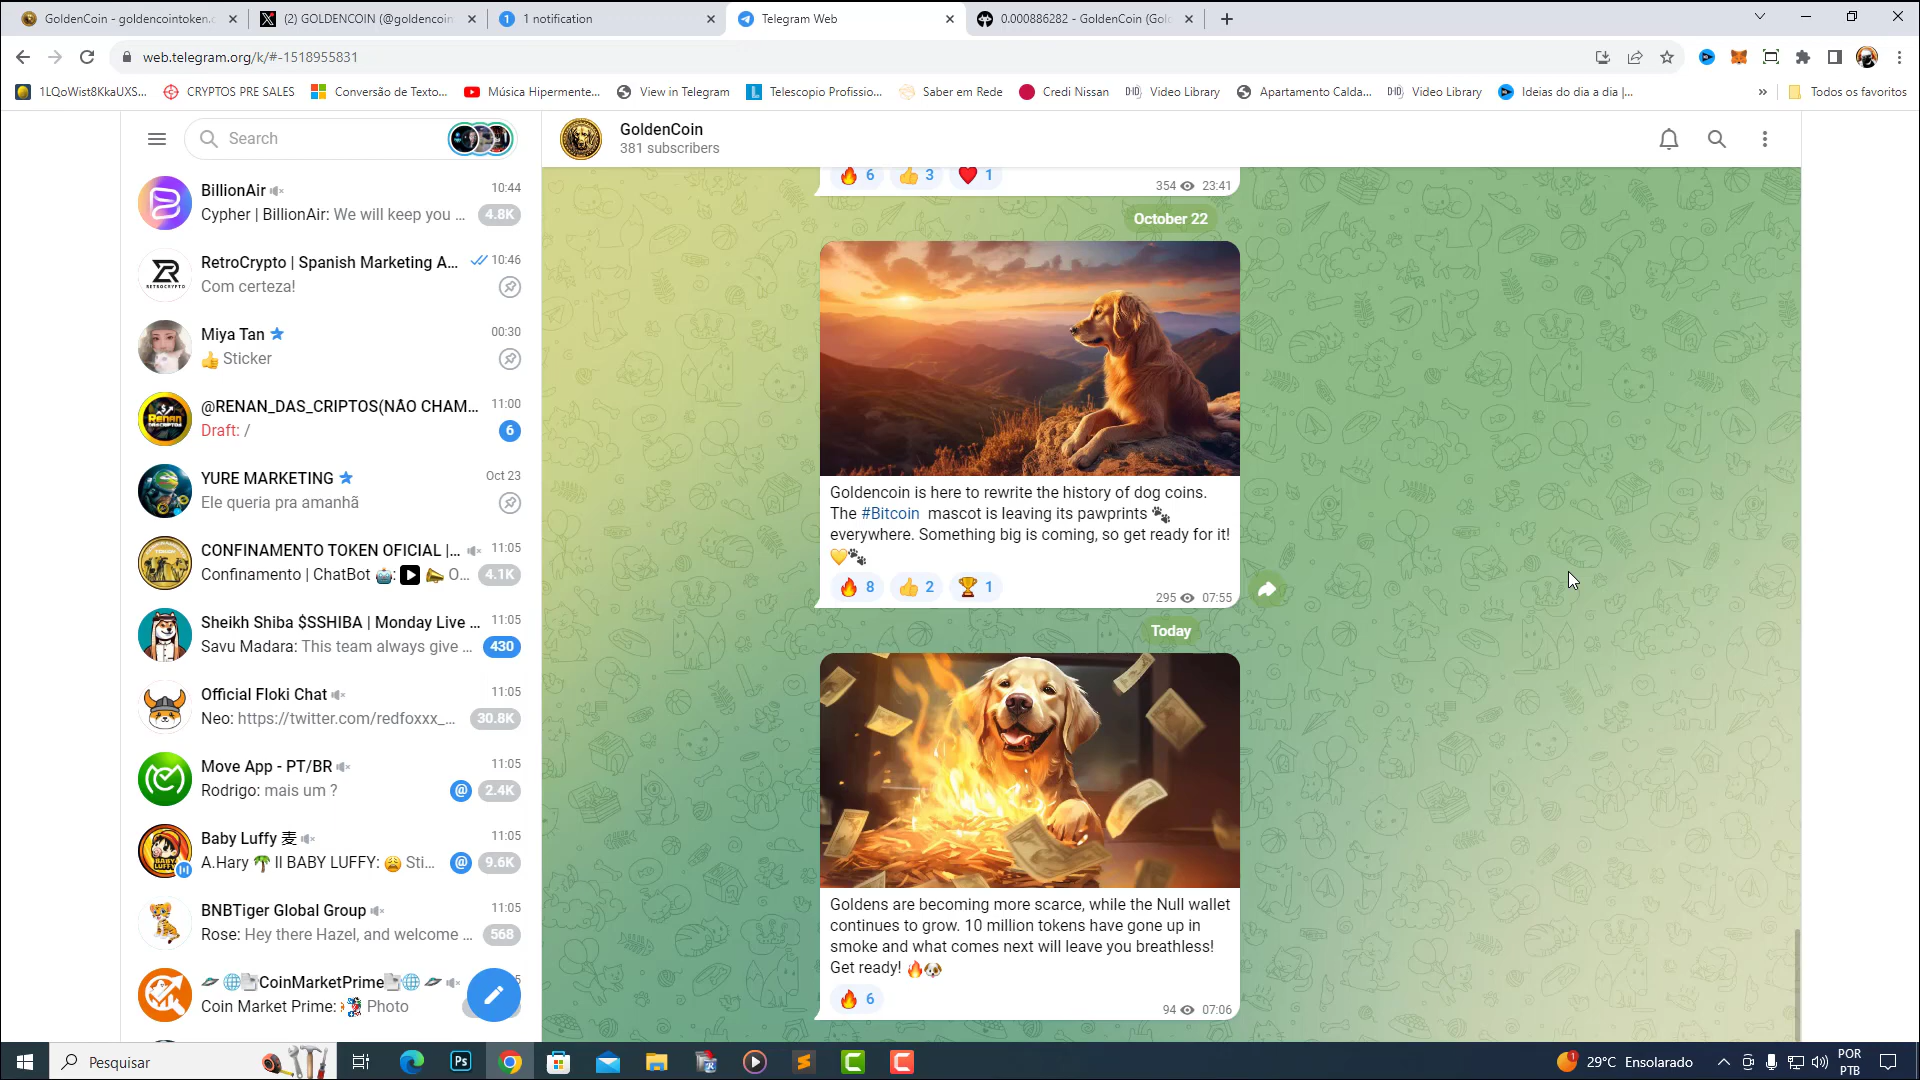 GoldenCoin - goldencointoken.
(2) GOLDENCOIN (@goldencoin
1 notification
Telegram Web
0.000886282 - GoldenCoin (Gol
web.telegram.org/k/#-1518955831
1LQoWist8KkaUXS...
CRYPTOS PRE SALES
Conversão de Texto...
Música Hipermente...
View in Telegram
Telescopio Profissio...
Saber em Rede
Credi Nissan
Video Library
Apartamento Calda...
Video Library
Ideias do dia a dia |...
»
Todos os favoritos
Search
GoldenCoin
381 subscribers
BillionAir
10:44
Cypher | BillionAir: We will keep you ...
4.8K
RetroCrypto | Spanish Marketing A...
10:46
Com certeza!
Miya Tan
00:30
👍 Sticker
@RENAN_DAS_CRIPTOS(NÃO CHAM...
11:00
Draft: /
6
YURE MARKETING
Oct 23
Ele queria pra amanhã
CONFINAMENTO TOKEN OFICIAL |...
11:05
Confinamento | ChatBot 🤖: ▶ 📣 O...
4.1K
Sheikh Shiba $SSHIBA | Monday Live ...
11:05
Savu Madara: This team always give ...
430
Official Floki Chat
11:05
Neo: https://twitter.com/redfoxxx_...
30.8K
Move App - PT/BR
11:05
Rodrigo: mais um ?
@
2.4K
Baby Luffy 麦
11:05
A.Hary 🌴 ll BABY LUFFY: 😩 Sti...
@
9.6K
BNBTiger Global Group
11:05
Rose: Hey there Hazel, and welcome ...
568
CoinMarketPrime
Coin Market Prime: Photo
🔥 6 👍 3 ❤️ 1
354 23:41
October 22
Goldencoin is here to rewrite the history of dog coins.
The #Bitcoin mascot is leaving its pawprints 🐾
everywhere. Something big is coming, so get ready for it!
💛🐾
🔥 8 👍 2 🏆 1
295 07:55
Today
Goldens are becoming more scarce, while the Null wallet
continues to grow. 10 million tokens have gone up in
smoke and what comes next will leave you breathless!
Get ready! 🔥🐶
🔥 6
94 07:06
Pesquisar
29°C Ensolarado
POR
PTB